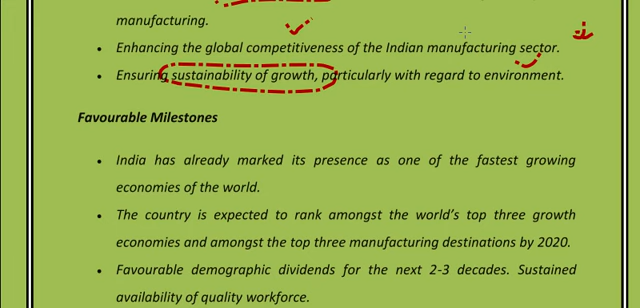 manufacturing.
• Enhancing the global competitiveness of the Indian manufacturing sector.
• Ensuring sustainability of growth, particularly with regard to environment.
Favourable Milestones
• India has already marked its presence as one of the fastest growing
economies of the world.
• The country is expected to rank amongst the world's top three growth
economies and amongst the top three manufacturing destinations by 2020.
• Favourable demographic dividends for the next 2-3 decades. Sustained
availability of quality workforce.